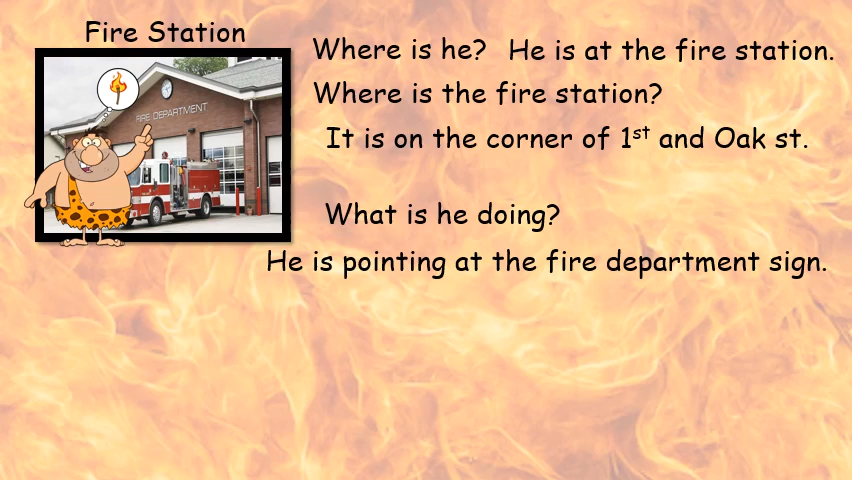 Fire Station
FIRE DEPARTMENT
Where is he? He is at the fire station.
Where is the fire station?
It is on the corner of 1st and Oak st.
What is he doing?
He is pointing at the fire department sign.